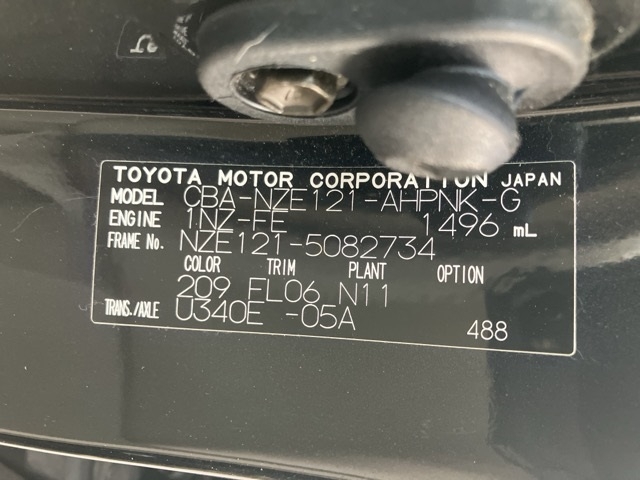 TOYOTA MOTOR CORPORATION JAPAN
MODEL CBA-NZE121-AHPNK-G
ENGINE 1NZ-FE 1496 mL
FRAME No. NZE121-5082734
COLOR TRIM PLANT OPTION
209 FL06 N11
TRANS./AXLE U340E -05A
488